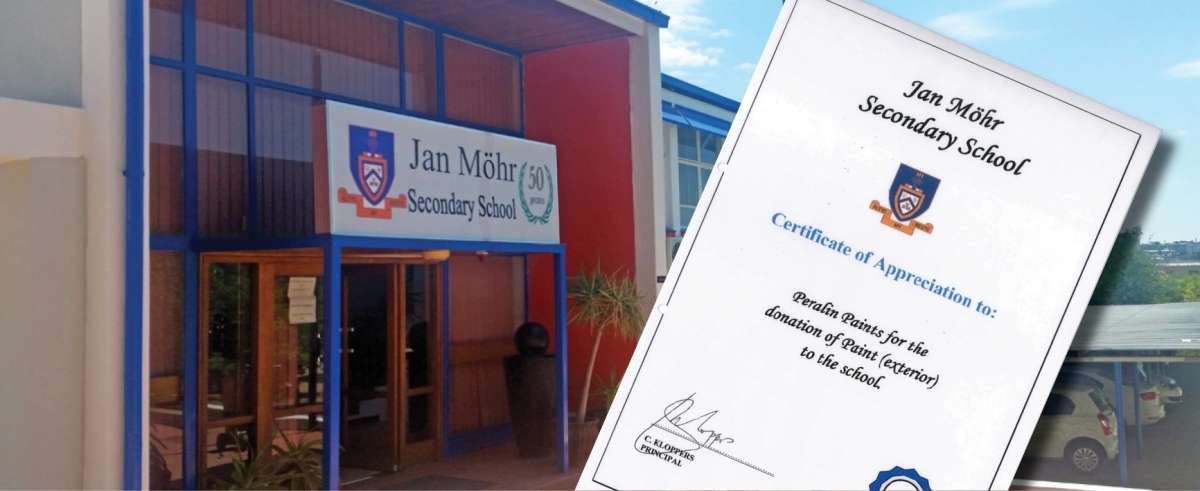 Jan Möhr
Secondary School
50
years
Jan Möhr
Secondary School
Certificate of Appreciation to:
Peralin Paints for the
donation of Paint (exterior)
to the school.
C. KLOPPERS
PRINCIPAL